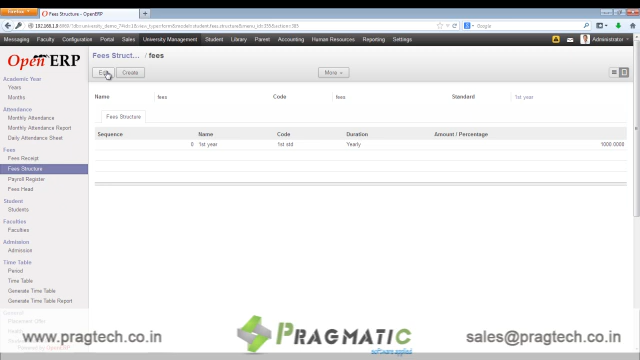 Firefox
Fees Structure - OpenERP
Google
Messaging Faculty Configuration Portal Sales University Management Student Library Parent Accounting Human Resources Reporting Settings Administrator
Open ERP
Fees Struct... / fees
Edit Create More
Academic Year
Years
Months
Attendance
Monthly Attendance
Monthly Attendance Report
Daily Attendance Sheet
Fees
Fees Receipt
Fees Structure
Payroll Register
Fees Head
Student
Students
Faculties
Faculties
Admission
Admission
Time Table
Period
Time Table
Generate Time Table
Generate Time Table Report
Name fees Code fees Standard 1st year
Fees Structure
Sequence Name Code Duration Amount / Percentage
0 1st year 1st std Yearly 1000.0000
www.pragtech.co.in
PRAGMATIC
software applied
sales@pragtech.co.in